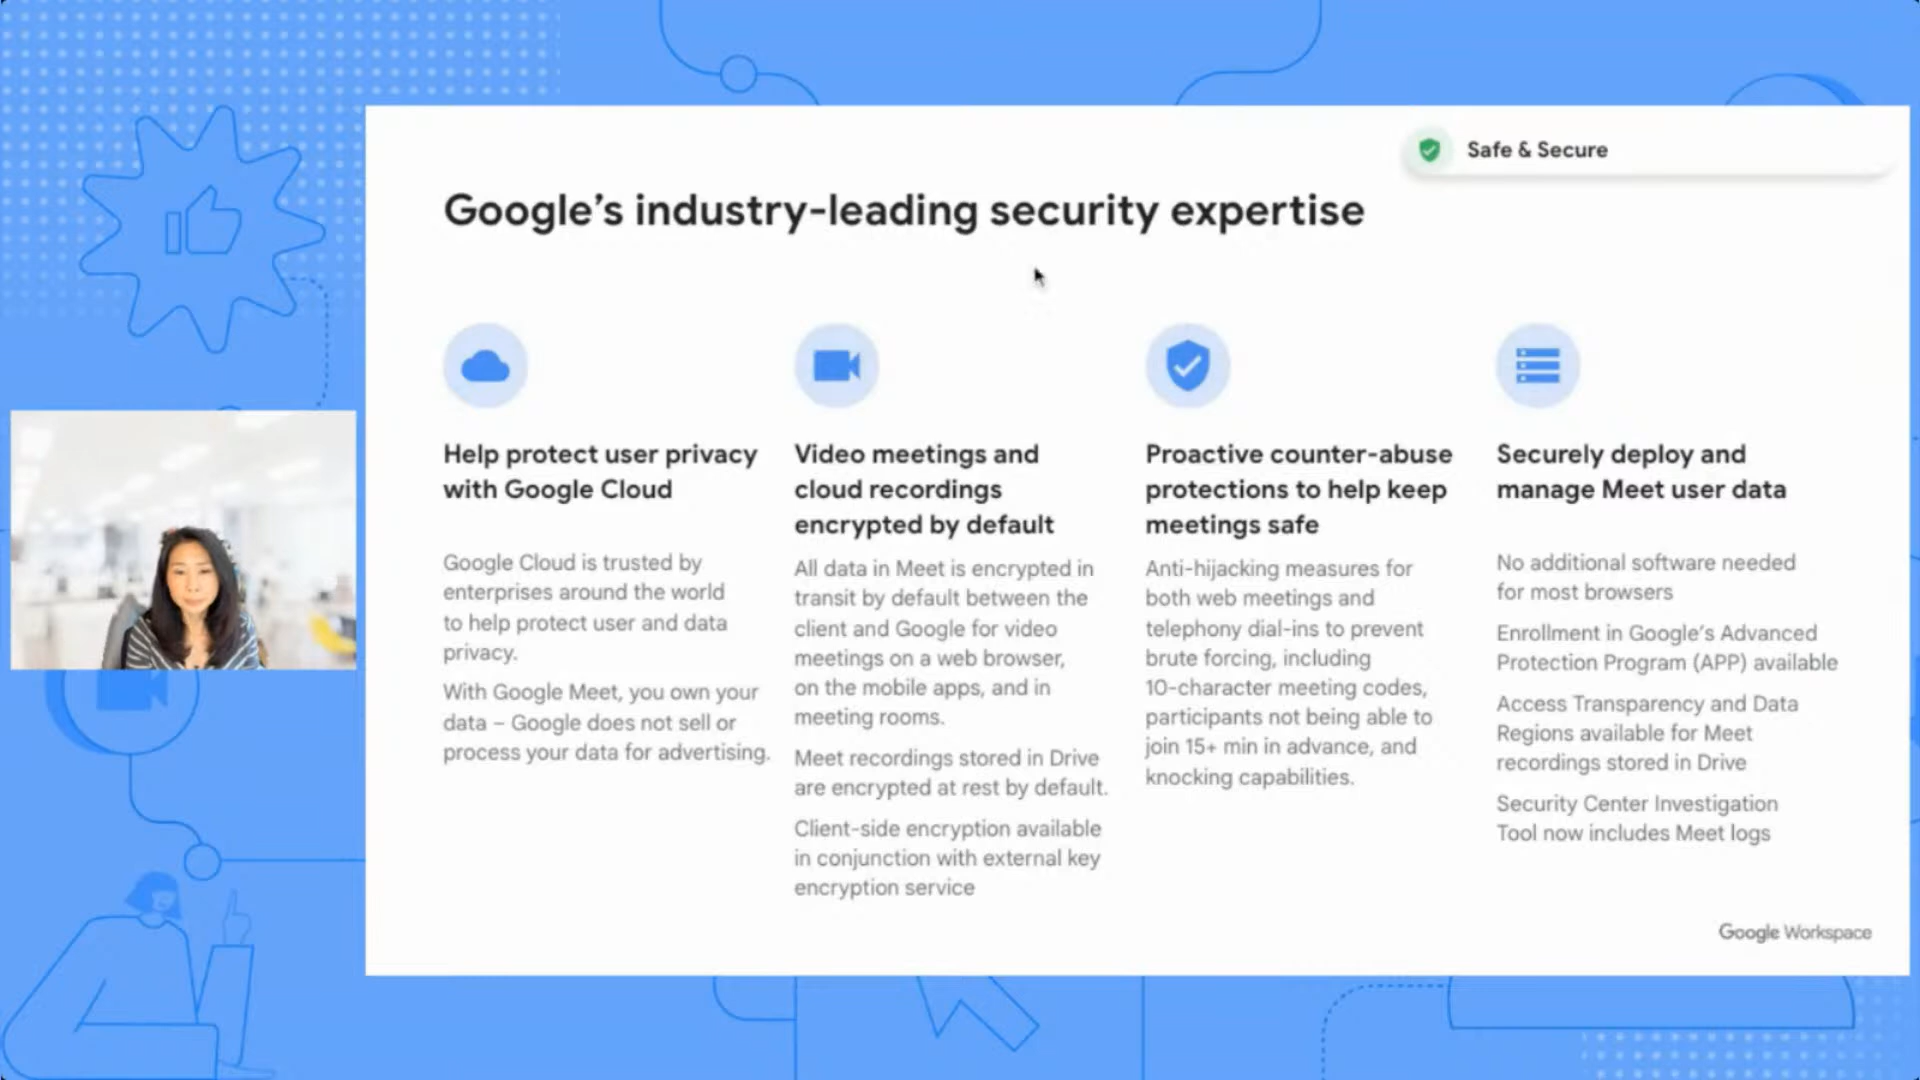 Safe & Secure
Google’s industry-leading security expertise
Help protect user privacy
with Google Cloud
Google Cloud is trusted by
enterprises around the world
to help protect user and data
privacy.
With Google Meet, you own your
data – Google does not sell or
process your data for advertising.
Video meetings and
cloud recordings
encrypted by default
All data in Meet is encrypted in
transit by default between the
client and Google for video
meetings on a web browser,
on the mobile apps, and in
meeting rooms.
Meet recordings stored in Drive
are encrypted at rest by default.
Client-side encryption available
in conjunction with external key
encryption service
Proactive counter-abuse
protections to help keep
meetings safe
Anti-hijacking measures for
both web meetings and
telephony dial-ins to prevent
brute forcing, including
10-character meeting codes,
participants not being able to
join 15+ min in advance, and
knocking capabilities.
Securely deploy and
manage Meet user data
No additional software needed
for most browsers
Enrollment in Google’s Advanced
Protection Program (APP) available
Access Transparency and Data
Regions available for Meet
recordings stored in Drive
Security Center Investigation
Tool now includes Meet logs
Google Workspace